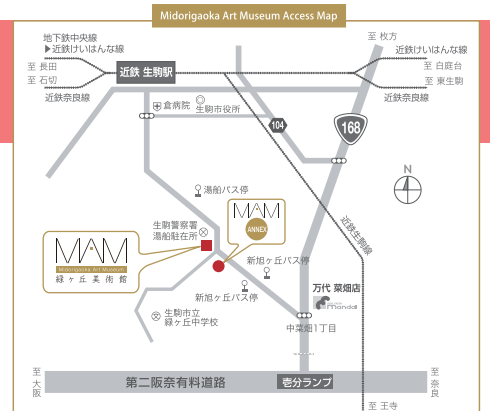 Midorigaoka Art Museum Access Map
地下鉄中央線
▶近鉄けいはんな線
至 長田
至 石切
近鉄奈良線
近鉄 生駒駅
至 枚方
近鉄けいはんな線
至 白庭台
至 東生駒
近鉄奈良線
倉病院
生駒市役所
104
168
N
湯船バス停
生駒警察署
湯船駐在所
MAM
ANNEX
MAM
Midorigaoka Art Museum
緑ヶ丘美術館
近鉄生駒線
新旭ヶ丘バス停
新旭ヶ丘バス停
万代 菜畑店
mandai
生駒市立
緑ヶ丘中学校
中菜畑1丁目
至 大阪
第二阪奈有料道路
壱分ランプ
至 奈良
至 王寺